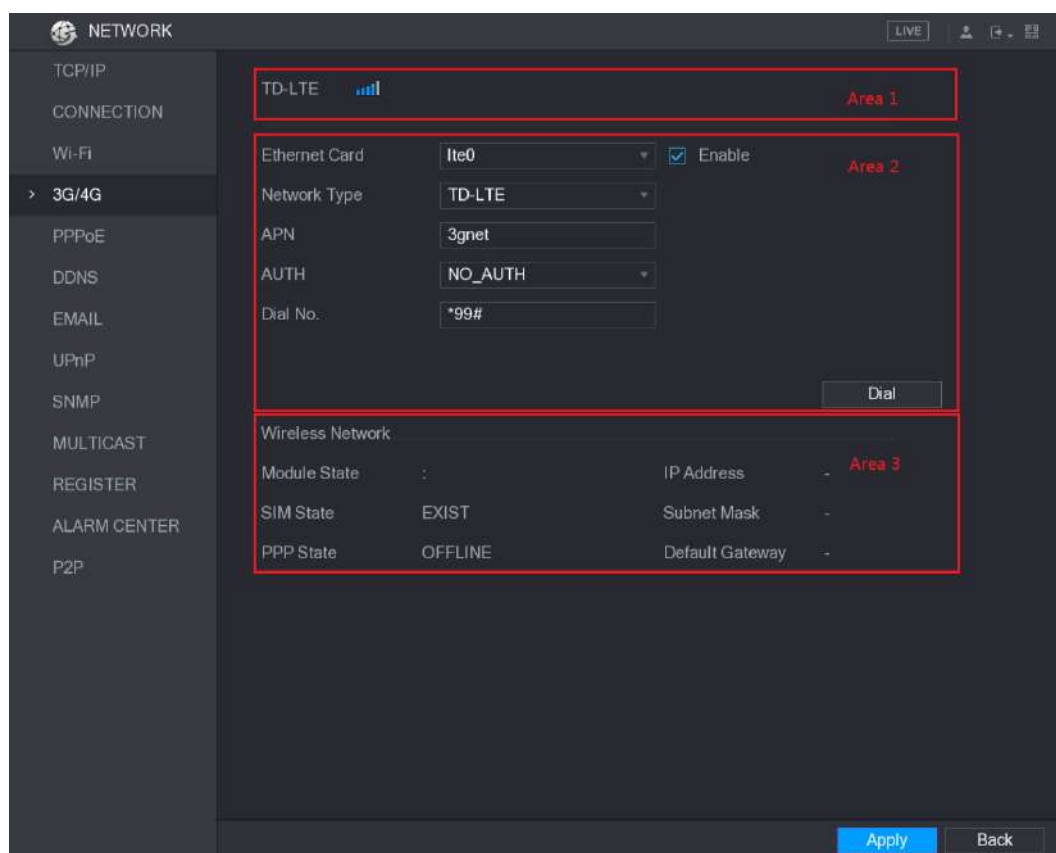 NETWORK
LIVE
TCP/IP
CONNECTION
Wi-Fi
> 3G/4G
PPPoE
DDNS
EMAIL
UPnP
SNMP
MULTICAST
REGISTER
ALARM CENTER
P2P
TD-LTE
Area 1
Ethernet Card lte0 Enable
Area 2
Network Type TD-LTE
APN 3gnet
AUTH NO_AUTH
Dial No. *99#
Dial
Wireless Network
Module State : IP Address -
Area 3
SIM State EXIST Subnet Mask -
PPP State OFFLINE Default Gateway -
Apply Back